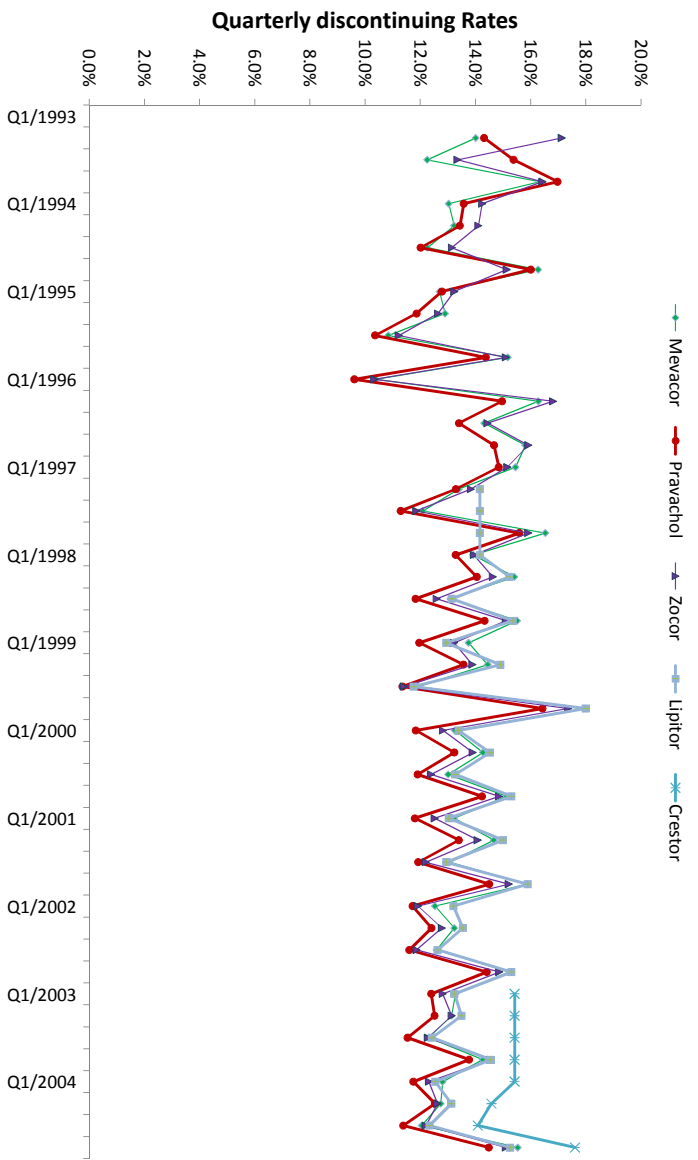 Quarterly discontinuing Rates
0.0%
2.0%
4.0%
6.0%
8.0%
10.0%
12.0%
14.0%
16.0%
18.0%
20.0%
Q1/1993
Q1/1994
Q1/1995
Q1/1996
Q1/1997
Q1/1998
Q1/1999
Q1/2000
Q1/2001
Q1/2002
Q1/2003
Q1/2004
Mevacor Pravachol Zocor Lipitor Crestor